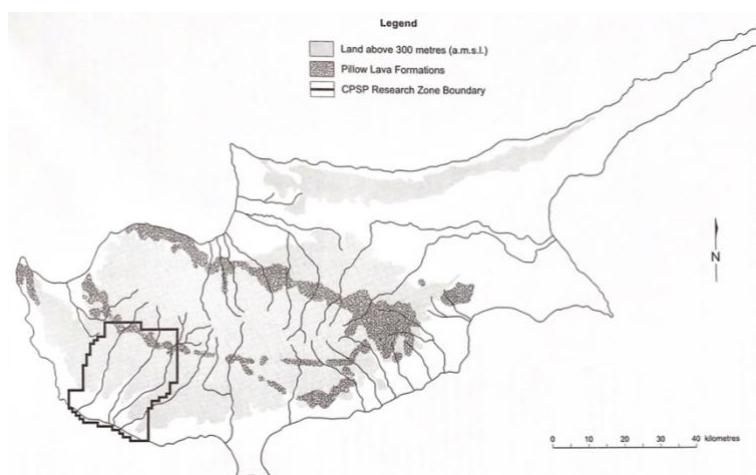 Legend
Land above 300 metres (a.m.s.l.)
Pillow Lava Formations
CPSP Research Zone Boundary
N
0 10 20 30 40 kilometres